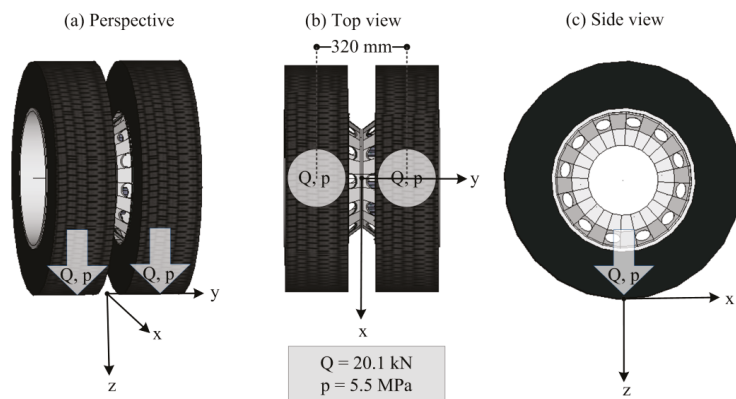 (a) Perspective
(b) Top view
(c) Side view
320 mm
Q, p
Q, p
y
x
z
Q, p
Q, p
y
x
Q = 20.1 kN
p = 5.5 MPa
Q, p
x
z